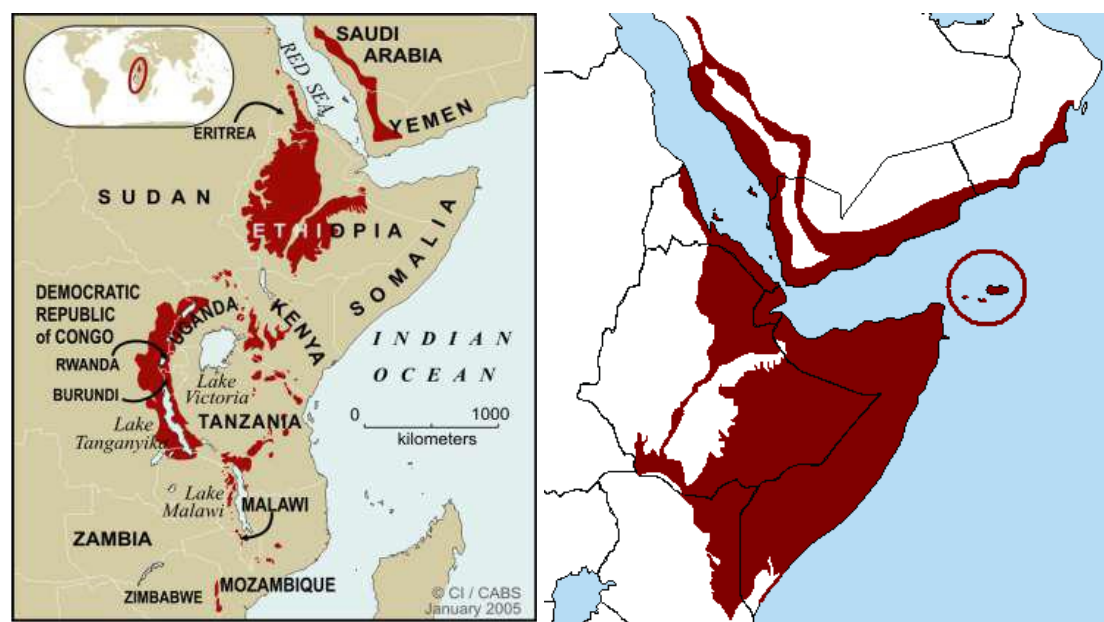 SAUDI
ARABIA
RED SEA
YEMEN
ERITREA
SUDAN
ETHIOPIA
SOMALIA
DEMOCRATIC
REPUBLIC
of CONGO
UGANDA
KENYA
RWANDA
BURUNDI
INDIAN
OCEAN
Lake
Victoria
Lake
Tanganyika
TANZANIA
0 1000
kilometers
Lake
Malawi
MALAWI
ZAMBIA
ZIMBABWE
MOZAMBIQUE
© CI / CABS
January 2005